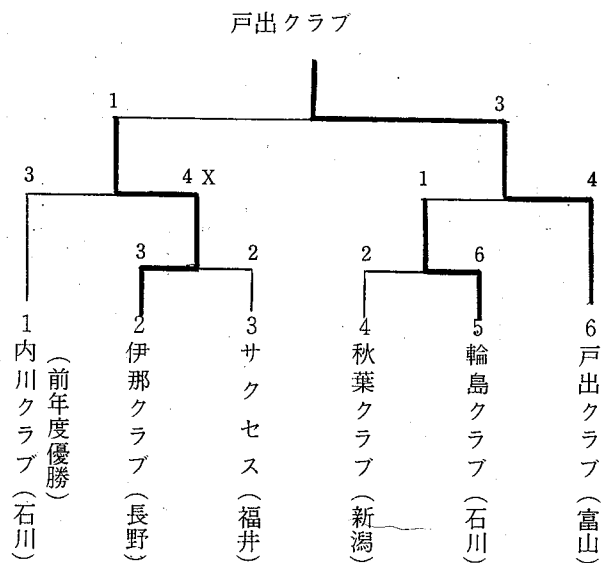 戸出クラブ
1 3
3 4X 1 4
3 2 2 6
1 内川クラブ(石川)
(前年度優勝)
2 伊那クラブ(長野)
3 サクセス(福井)
4 秋葉クラブ(新潟)
5 輪島クラブ(石川)
6 戸出クラブ(富山)